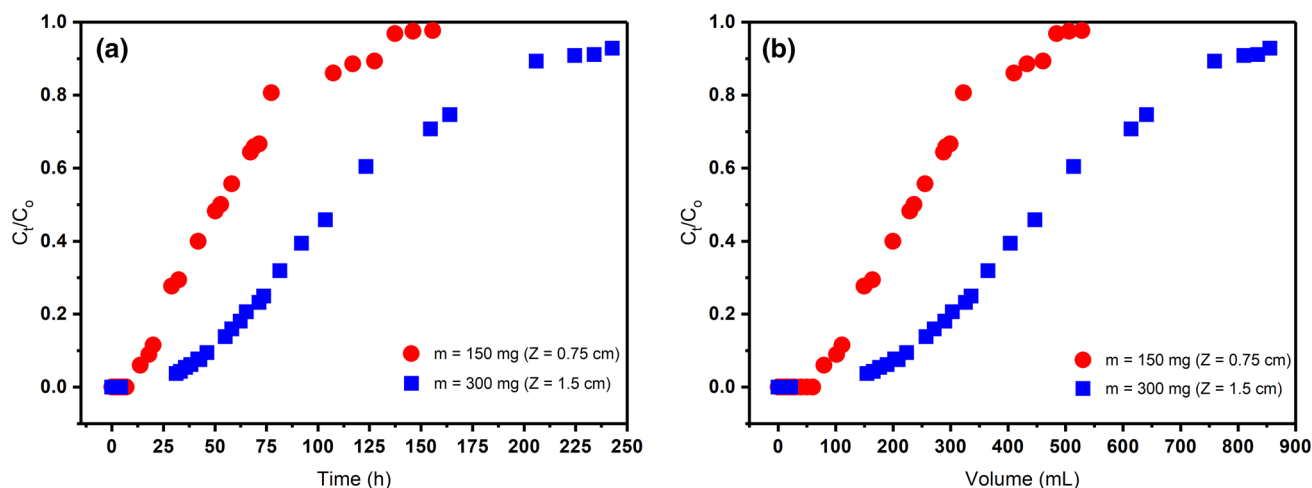 (a)
1.0
0.8
0.6
0.4
0.2
0.0
Cₜ/Cₒ
m = 150 mg (Z = 0.75 cm)
m = 300 mg (Z = 1.5 cm)
0 25 50 75 100 125 150 175 200 225 250
Time (h)
(b)
1.0
0.8
0.6
0.4
0.2
0.0
Cₜ/Cₒ
m = 150 mg (Z = 0.75 cm)
m = 300 mg (Z = 1.5 cm)
0 100 200 300 400 500 600 700 800 900
Volume (mL)